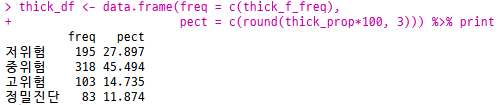 > thick_df <- data.frame(freq = c(thick_f_freq),
+                        pect = c(round(thick_prop*100, 3))) %>% print
         freq   pect
저위험    195 27.897
중위험    318 45.494
고위험    103 14.735
정밀진단   83 11.874